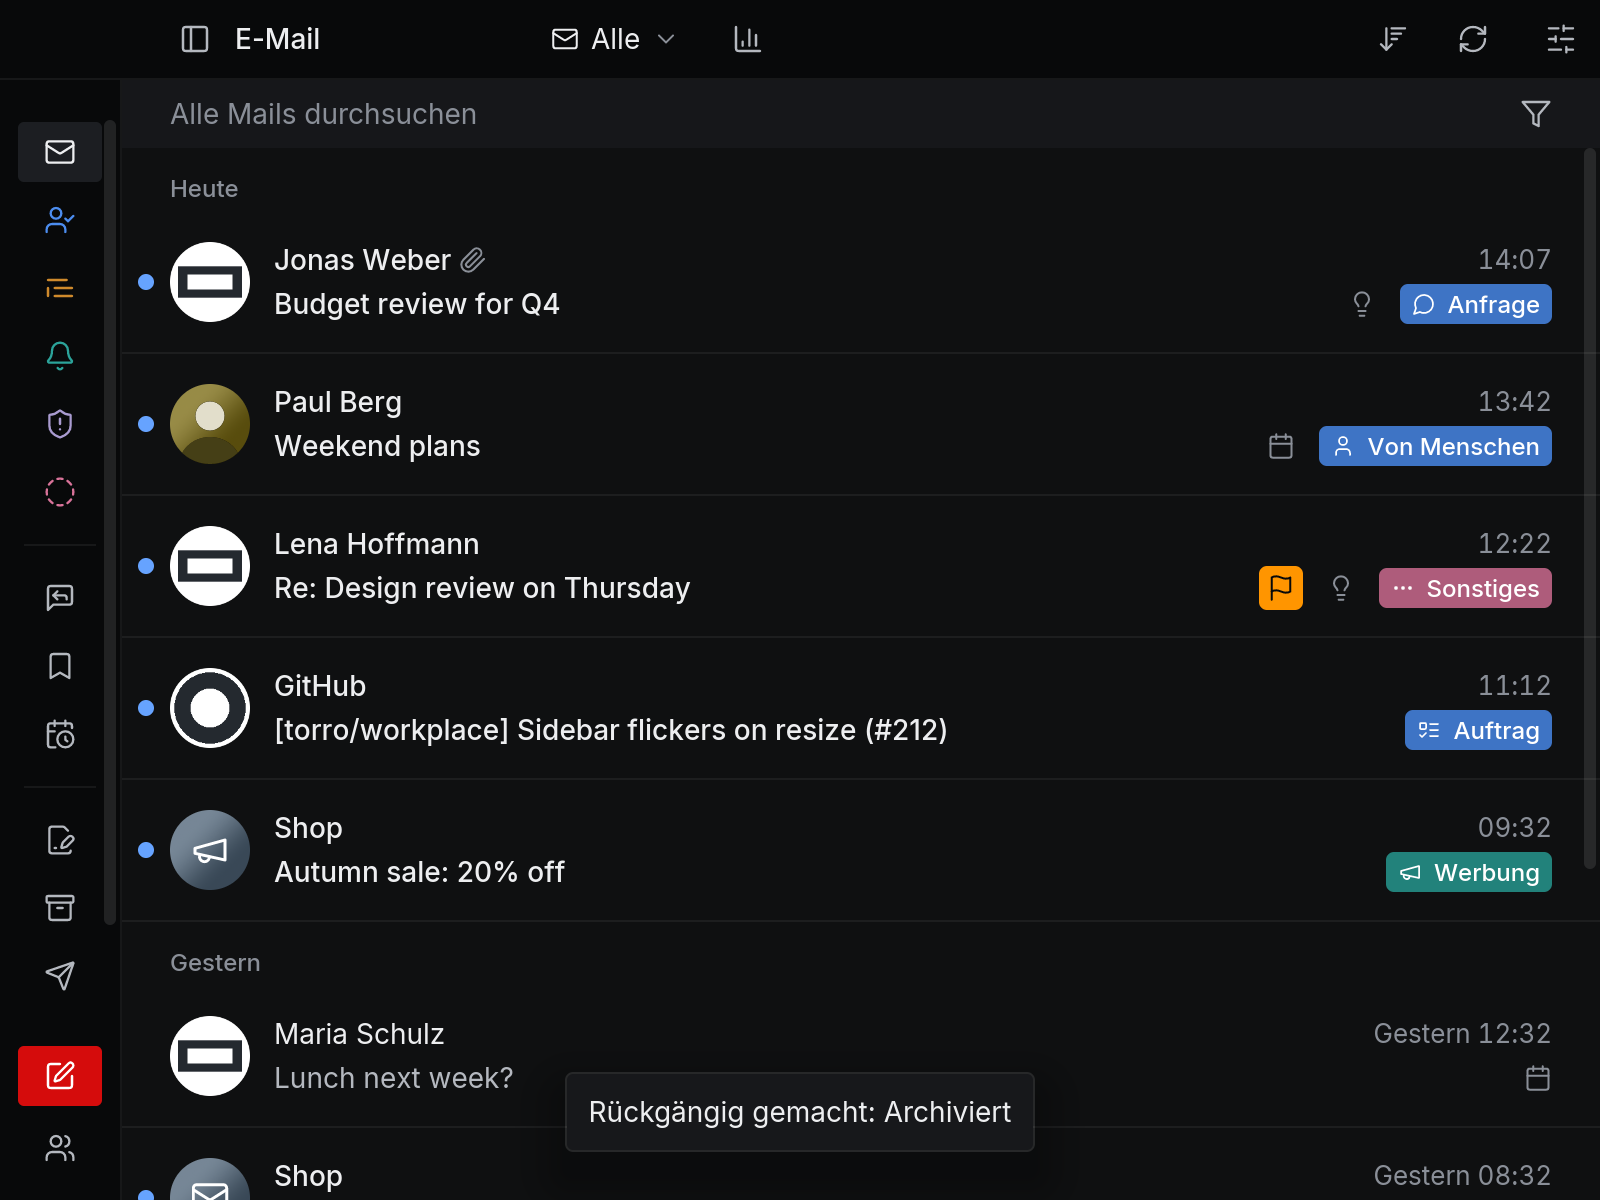 E-Mail
Alle
Alle Mails durchsuchen
Heute
Jonas Weber
14:07
Budget review for Q4
Anfrage
Paul Berg
13:42
Weekend plans
Von Menschen
Lena Hoffmann
12:22
Re: Design review on Thursday
Sonstiges
GitHub
11:12
[torro/workplace] Sidebar flickers on resize (#212)
Auftrag
Shop
09:32
Autumn sale: 20% off
Werbung
Gestern
Maria Schulz
Gestern 12:32
Lunch next week?
Rückgängig gemacht: Archiviert
Shop
Gestern 08:32